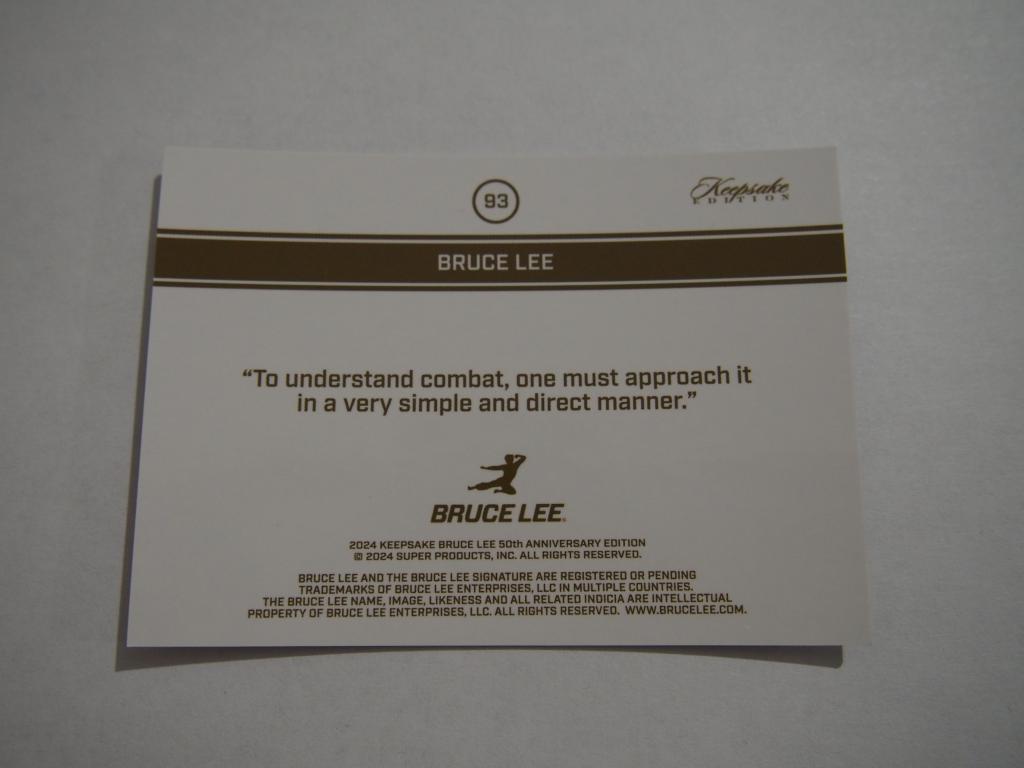 93
Keepsake
EDITION
BRUCE LEE
“To understand combat, one must approach it
in a very simple and direct manner.”
BRUCE LEE®
2024 KEEPSAKE BRUCE LEE 50th ANNIVERSARY EDITION
© 2024 SUPER PRODUCTS, INC. ALL RIGHTS RESERVED.
BRUCE LEE AND THE BRUCE LEE SIGNATURE ARE REGISTERED OR PENDING
TRADEMARKS OF BRUCE LEE ENTERPRISES, LLC IN MULTIPLE COUNTRIES.
THE BRUCE LEE NAME, IMAGE, LIKENESS AND ALL RELATED INDICIA ARE INTELLECTUAL
PROPERTY OF BRUCE LEE ENTERPRISES, LLC. ALL RIGHTS RESERVED. WWW.BRUCELEE.COM.